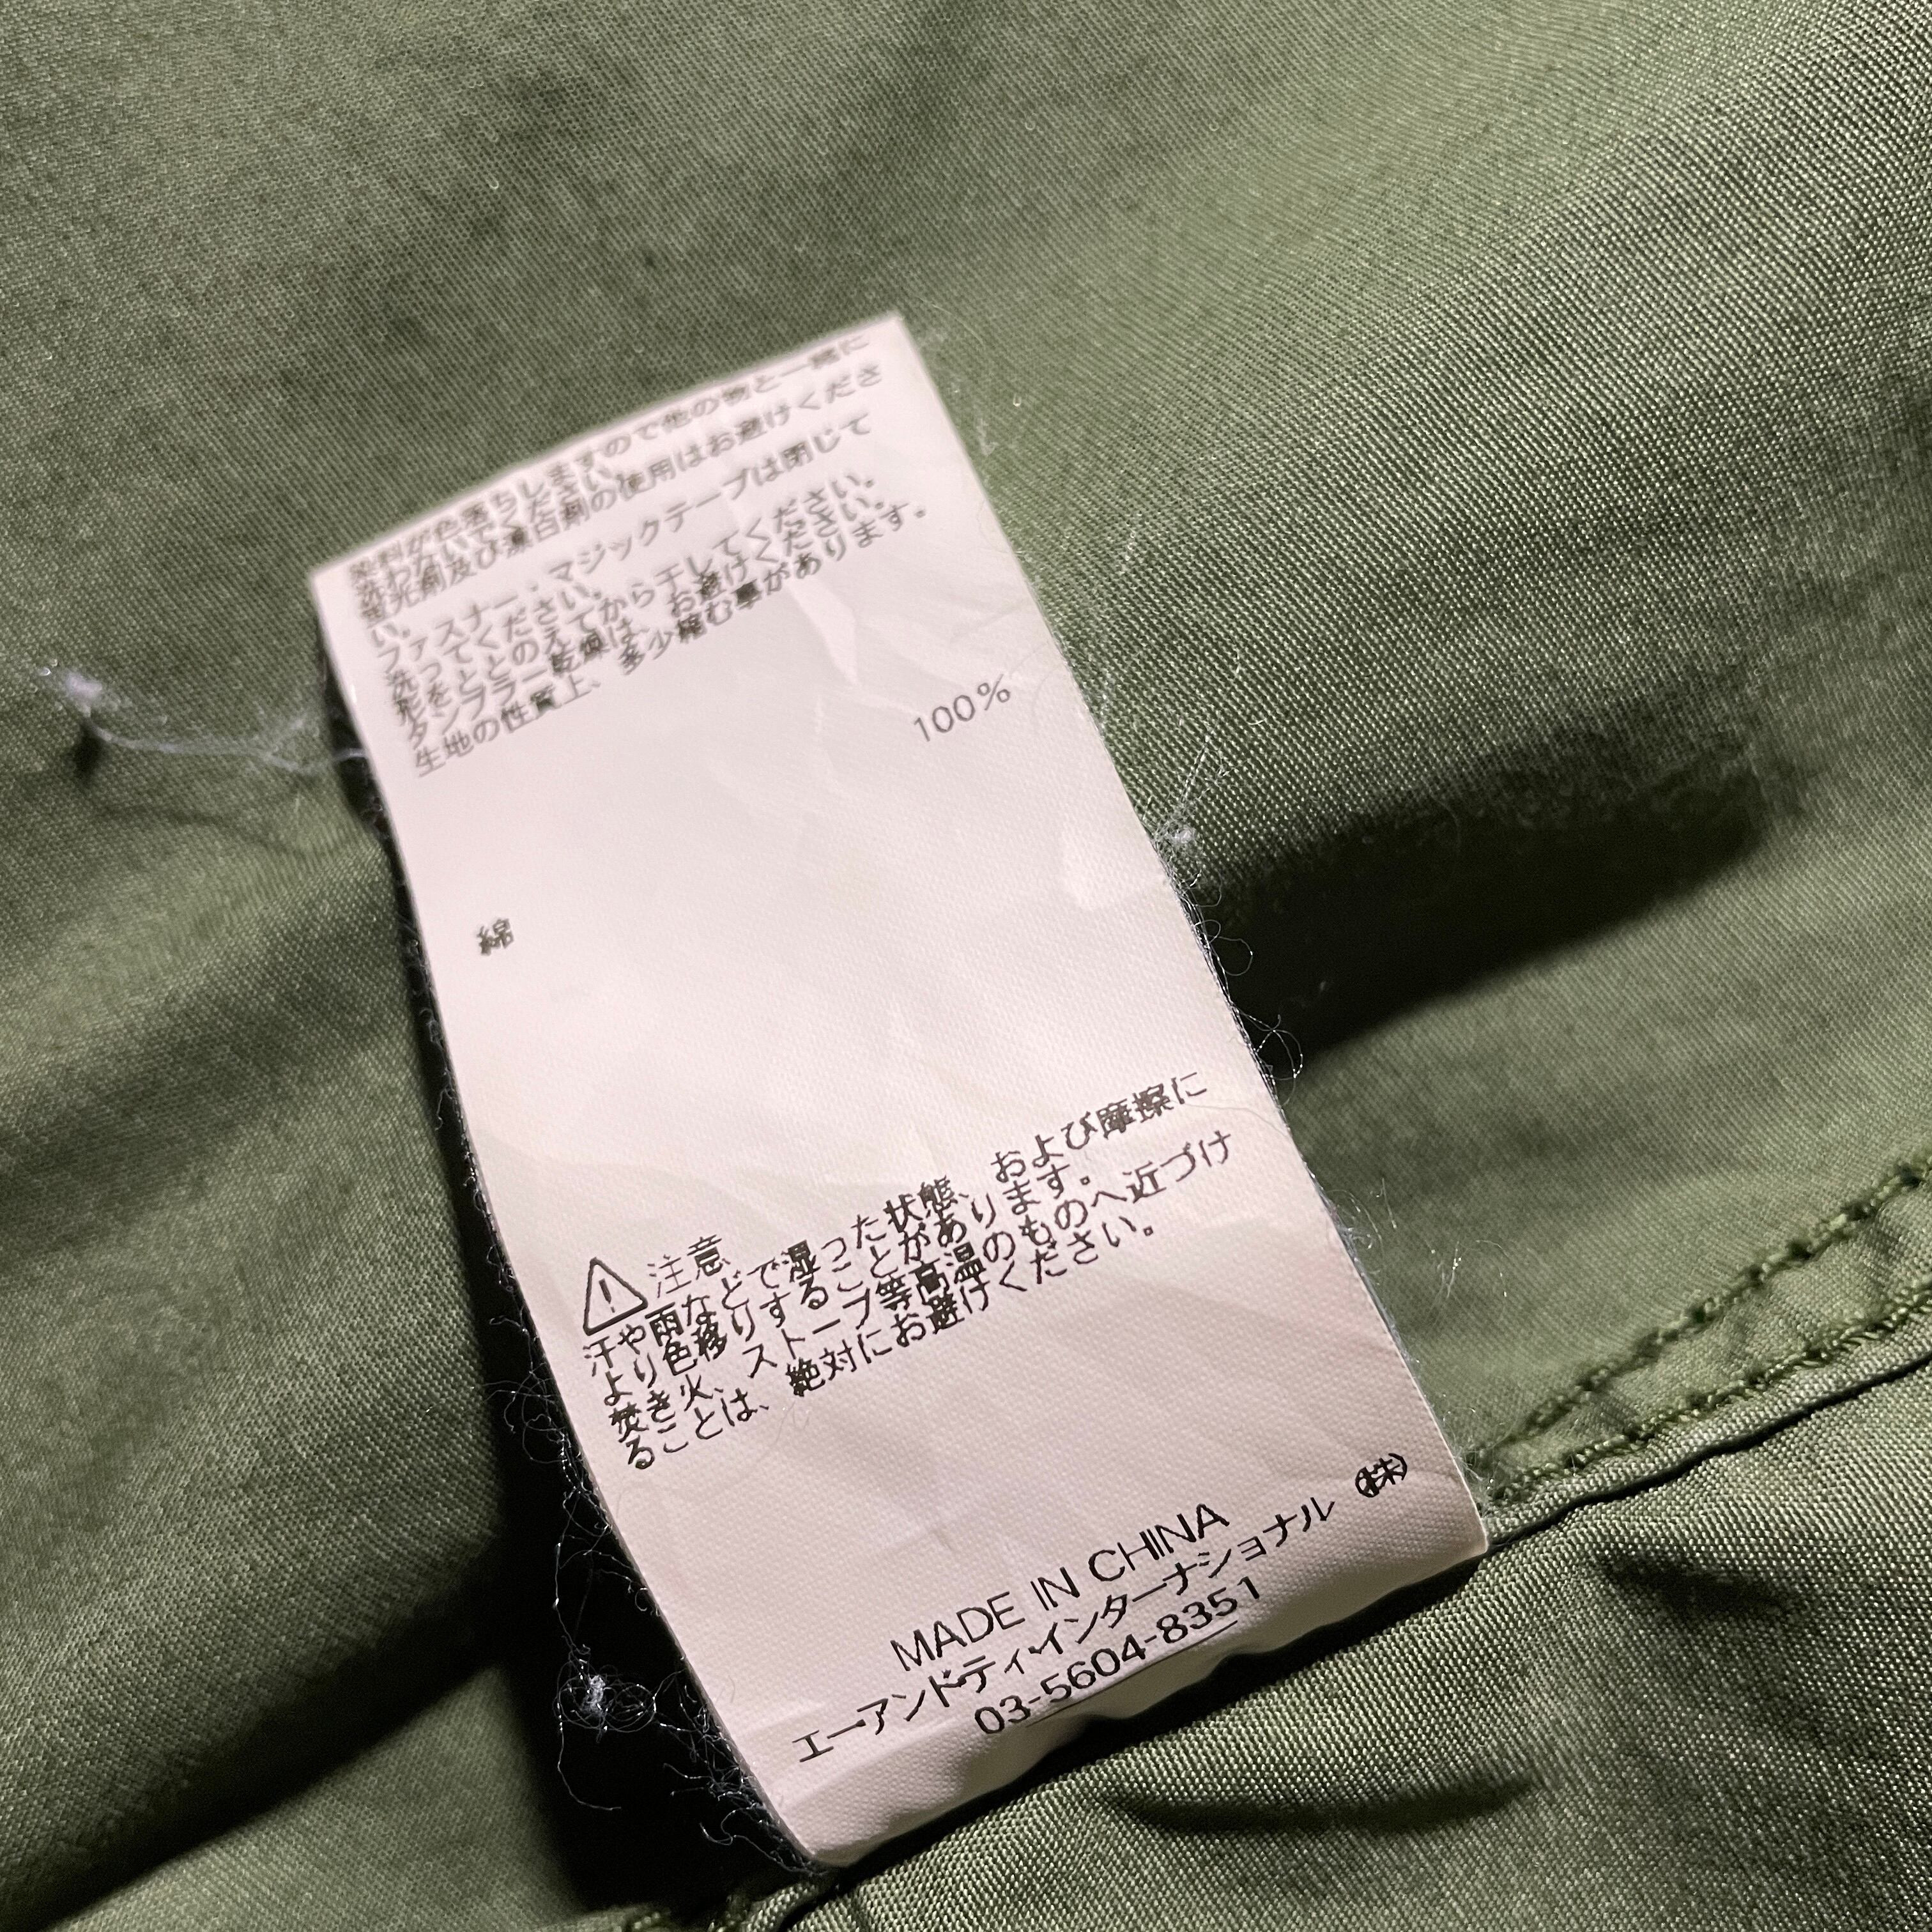 染料が色落ちしますので他の物と一緒に
洗わないでください。
蛍光剤及び漂白剤の使用はお避けくださ
い。
ファスナー・マジックテープは閉じて
洗ってください。
形をととのえてから干してください。
タンブラー乾燥は、お避けください。
生地の性質上、多少縮む事があります。
綿 100%
注意
汗や雨などで湿った状態、および摩擦に
より色移りすることがあります。
焚き火、ストーブ等高温のものへ近づけ
ることは、絶対にお避けください。
MADE IN CHINA
エーアンドティ・インターナショナル（株）
03-5604-8351